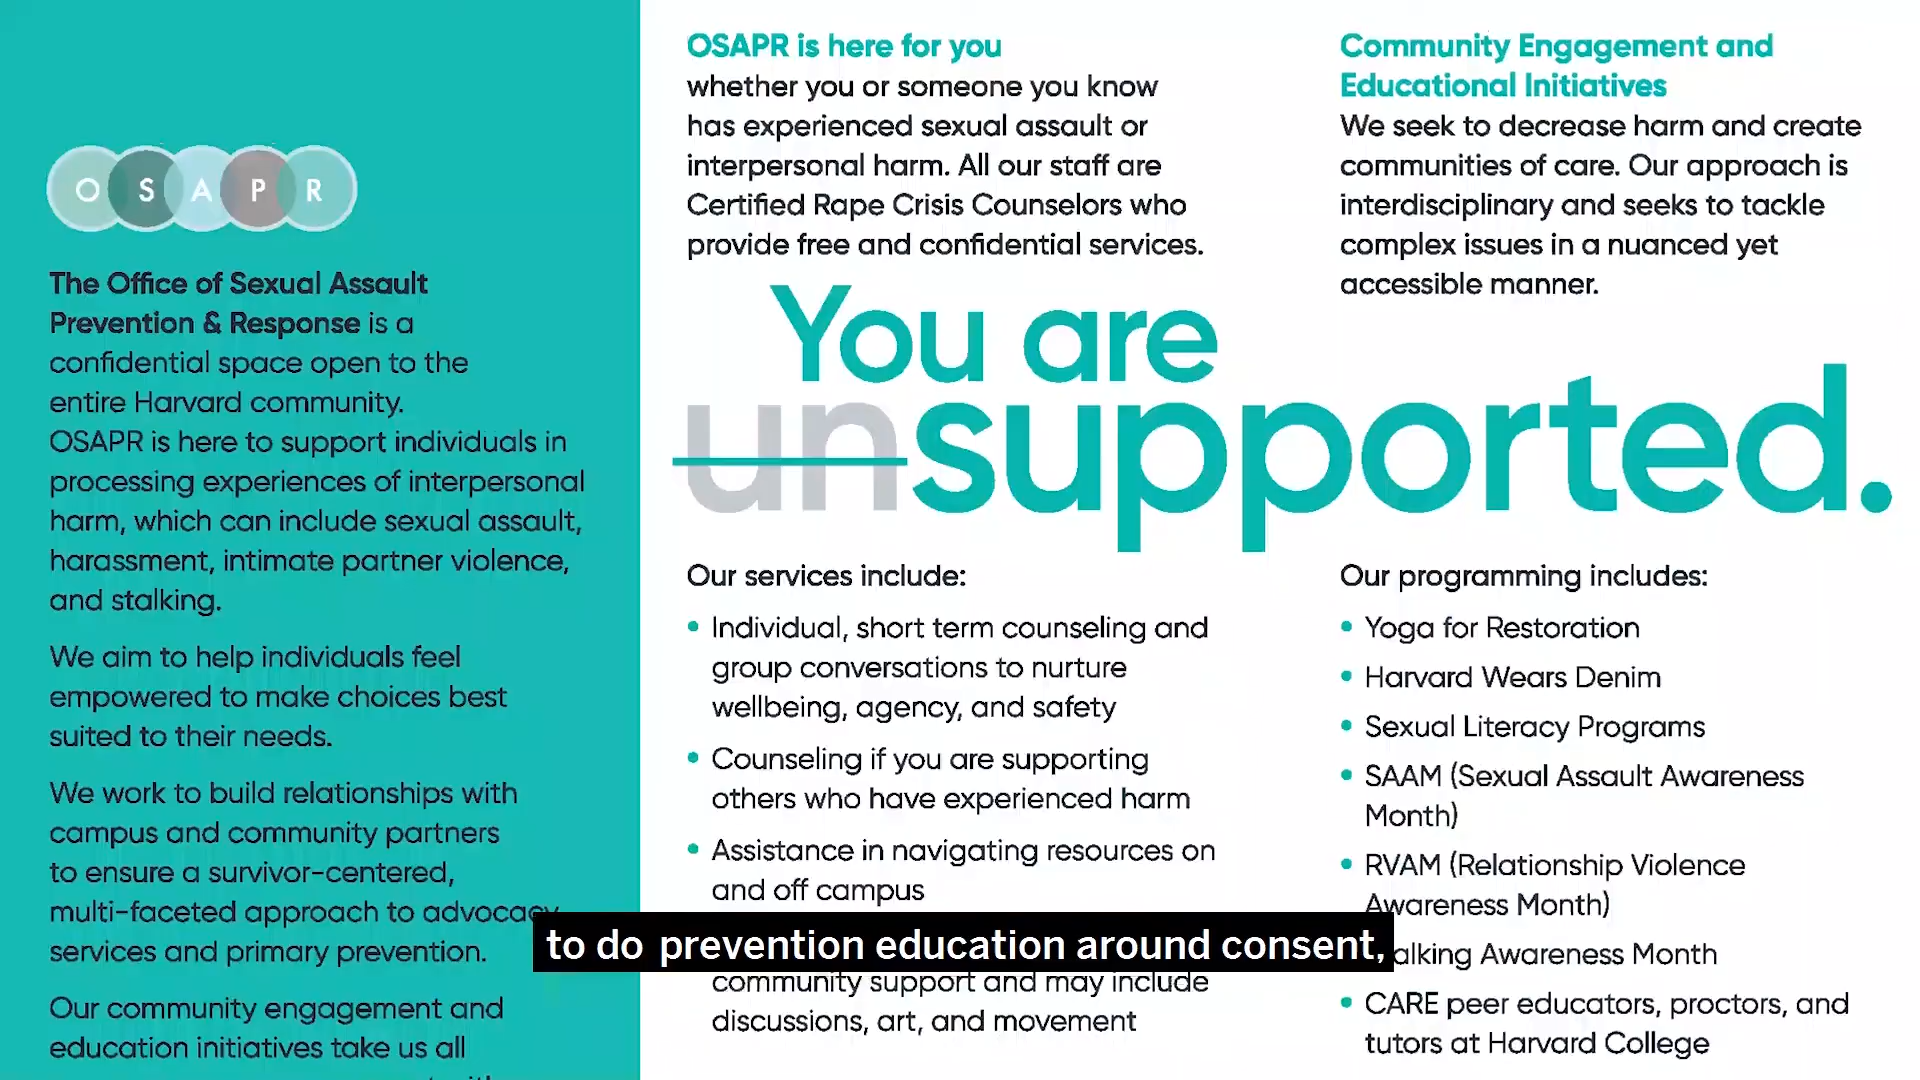 O S A P R
The Office of Sexual Assault
Prevention & Response is a
confidential space open to the
entire Harvard community.
OSAPR is here to support individuals in
processing experiences of interpersonal
harm, which can include sexual assault,
harassment, intimate partner violence,
and stalking.
We aim to help individuals feel
empowered to make choices best
suited to their needs.
We work to build relationships with
campus and community partners
to ensure a survivor-centered,
multi-faceted approach to advocacy
services and primary prevention.
Our community engagement and
education initiatives take us all
OSAPR is here for you
whether you or someone you know
has experienced sexual assault or
interpersonal harm. All our staff are
Certified Rape Crisis Counselors who
provide free and confidential services.
Community Engagement and
Educational Initiatives
We seek to decrease harm and create
communities of care. Our approach is
interdisciplinary and seeks to tackle
complex issues in a nuanced yet
accessible manner.
You are
unsupported.
Our services include:
• Individual, short term counseling and
group conversations to nurture
wellbeing, agency, and safety
• Counseling if you are supporting
others who have experienced harm
• Assistance in navigating resources on
and off campus
community support and may include
discussions, art, and movement
Our programming includes:
• Yoga for Restoration
• Harvard Wears Denim
• Sexual Literacy Programs
• SAAM (Sexual Assault Awareness
Month)
• RVAM (Relationship Violence
Awareness Month)
alking Awareness Month
• CARE peer educators, proctors, and
tutors at Harvard College
to do prevention education around consent,